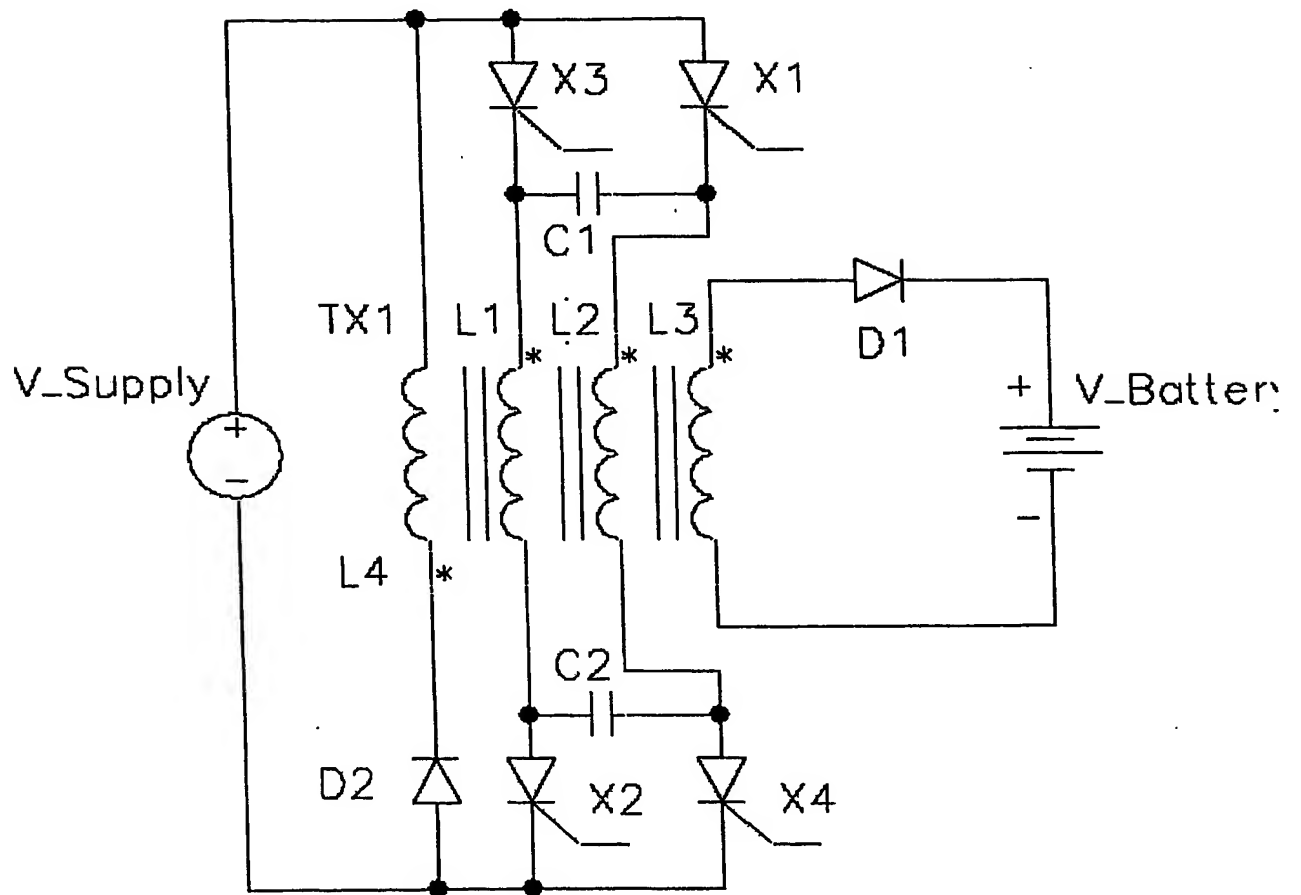 X3 X1
C1
TX1 L1 L2 L3
* * *
D1
V_Supply
+
-
+
V_Battery
-
L4 *
C2
D2
X2 X4